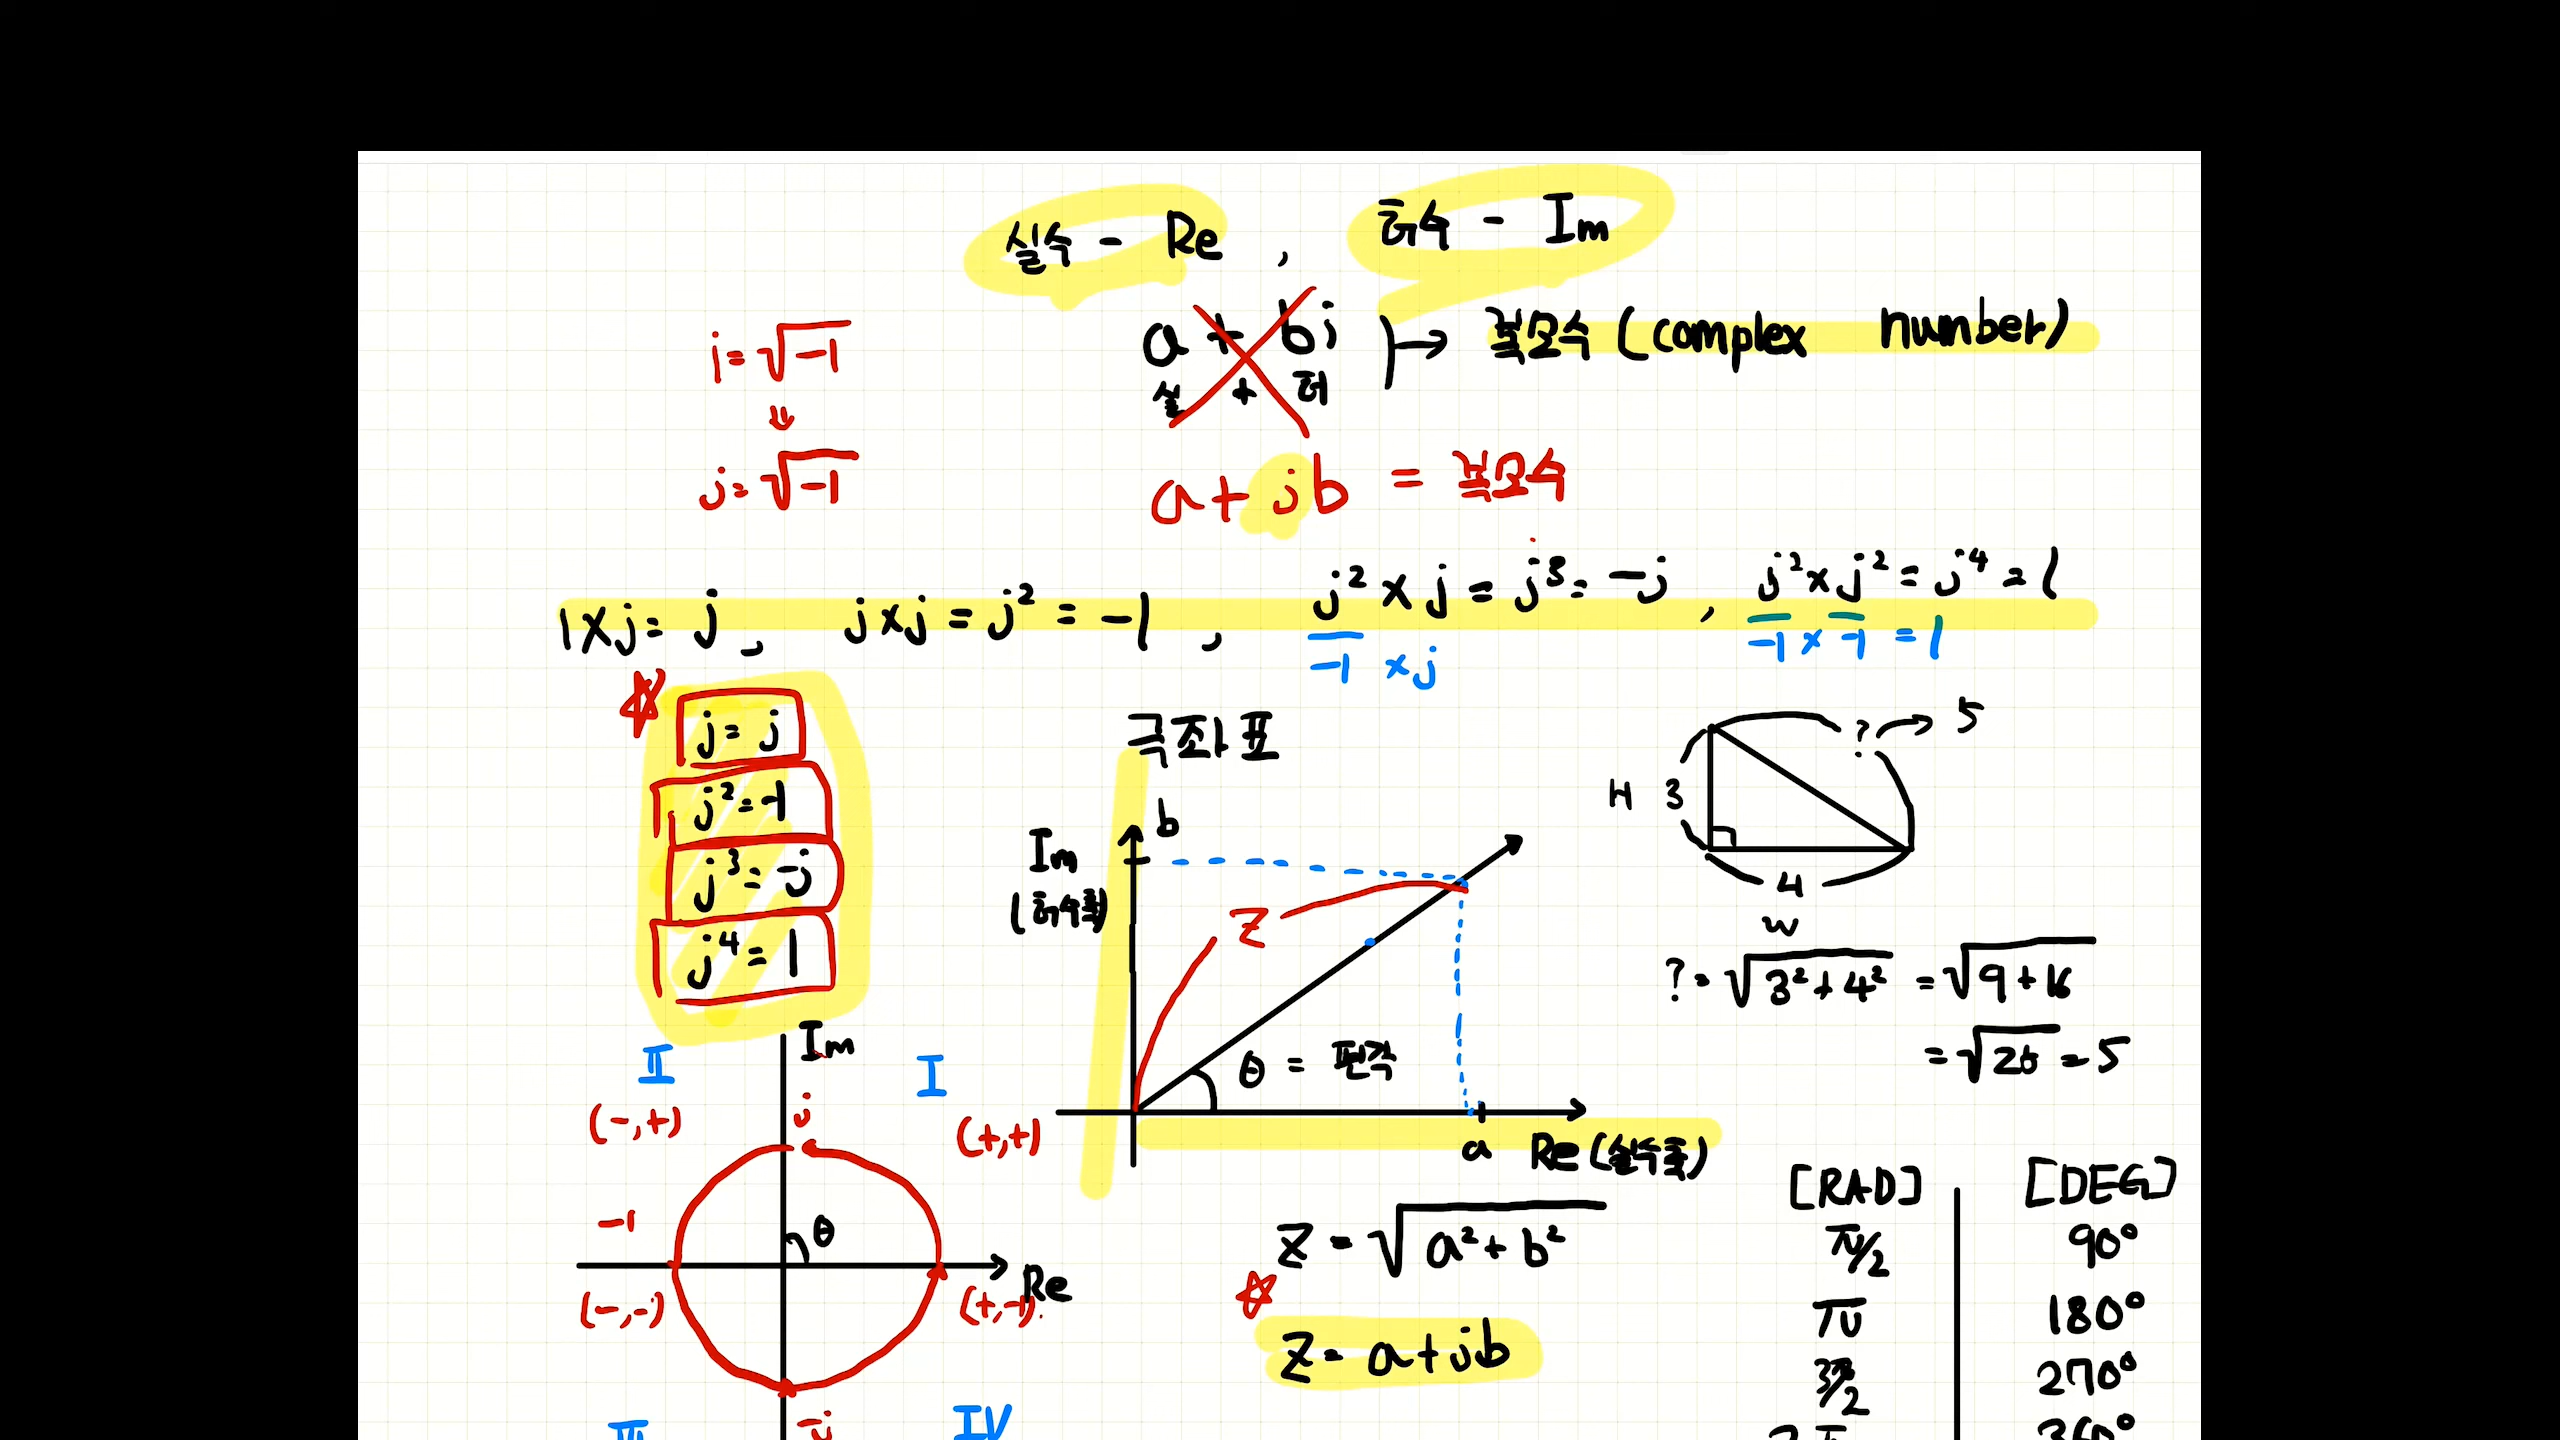 실수 - Re , 허수 - Im
i = √-1
↓
j = √-1
a + bi → 복소수 (complex number)
실 + 허
a + jb = 복소수
1×j = j , j×j = j² = -1 , j²×j = j³ = -j , j²×j² = j⁴ = 1
-1 ×j
-1 × -1 = 1
j = j
j² = -1
j³ = -j
j⁴ = 1
극좌표
Im
(허수축)
b
Z
θ = 편각
a
Re (실수축)
Z = √a² + b²
Z = a + jb
? → 5
H 3
4
W
? = √3² + 4² = √9 + 16
= √25 = 5
Im
II
I
(-,+)
(+,+)
j
-1
θ
Re
(-,-)
(+,-)
-j
III
IV
[RAD] [DEG]
π/2 90°
π 180°
3π/2 270°
360°